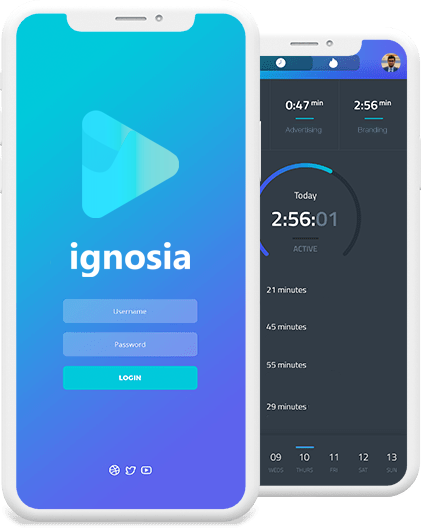 ignosia
Username
Password
LOGIN
0:47 min
2:56 min
Advertising
Branding
Today
2:56:01
ACTIVE
21 minutes
45 minutes
55 minutes
29 minutes
09 10 11 12 13
WEDS THURS FRI SAT SUN